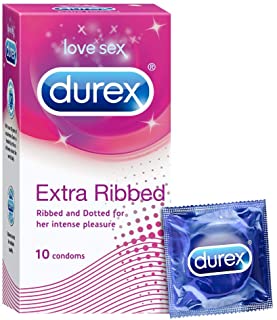 love sex
durex®
Extra Ribbed
Ribbed and Dotted for
her intense pleasure
10 condoms
durex